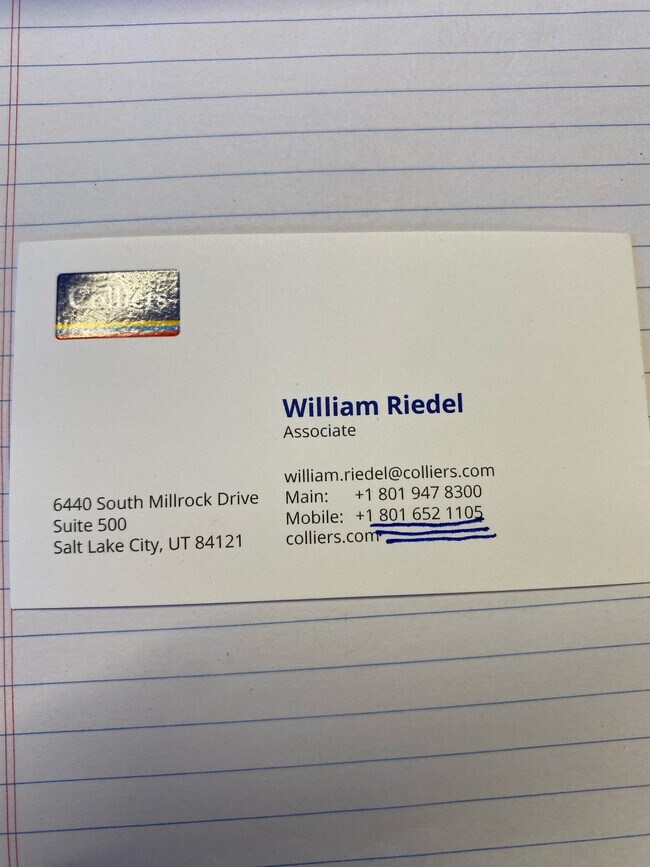 Colliers
William Riedel
Associate
william.riedel@colliers.com
Main: +1 801 947 8300
Mobile: +1 801 652 1105
colliers.com
6440 South Millrock Drive
Suite 500
Salt Lake City, UT 84121